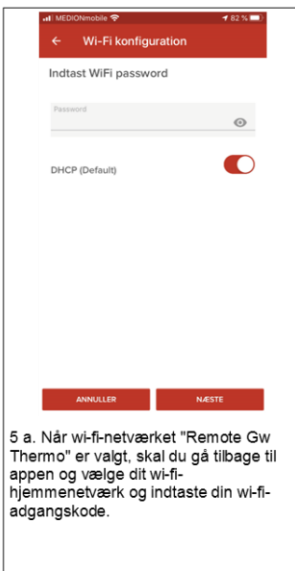 MEDIONmobile 82 %
Wi-Fi konfiguration
Indtast WiFi password
Password
DHCP (Default)
ANNULLER NÆSTE
5 a. Når wi-fi-netværket "Remote Gw
Thermo" er valgt, skal du gå tilbage til
appen og vælge dit wi-fi-
hjemmenetværk og indtaste din wi-fi-
adgangskode.